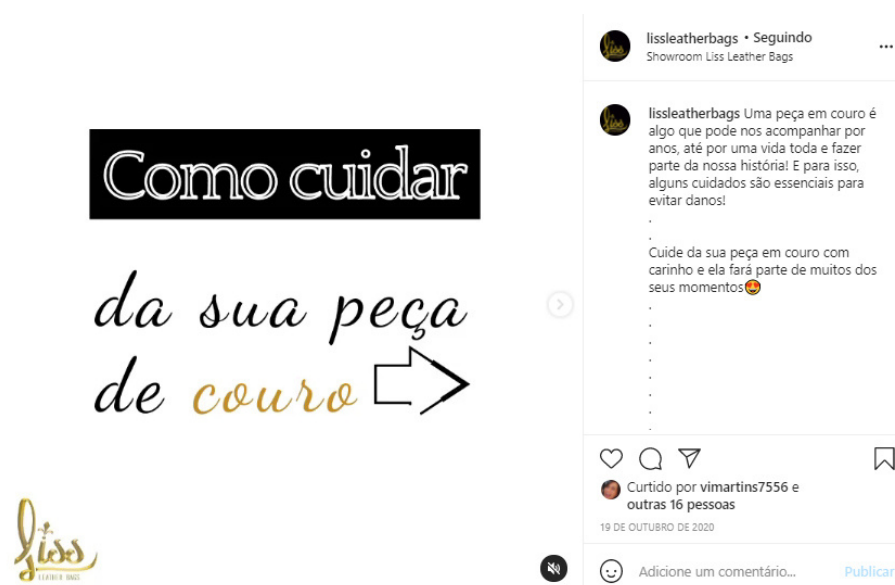 Como cuidar
da sua peça
de couro
Liss
LEATHER BAGS
lissleatherbags • Seguindo
Showroom Liss Leather Bags
...
lissleatherbags Uma peça em couro é
algo que pode nos acompanhar por
anos, até por uma vida toda e fazer
parte da nossa história! E para isso,
alguns cuidados são essenciais para
evitar danos!
.
.
Cuide da sua peça em couro com
carinho e ela fará parte de muitos dos
seus momentos😍
.
.
.
.
.
.
.
.
Curtido por vimartins7556 e
outras 16 pessoas
19 DE OUTUBRO DE 2020
Adicione um comentário... Publicar